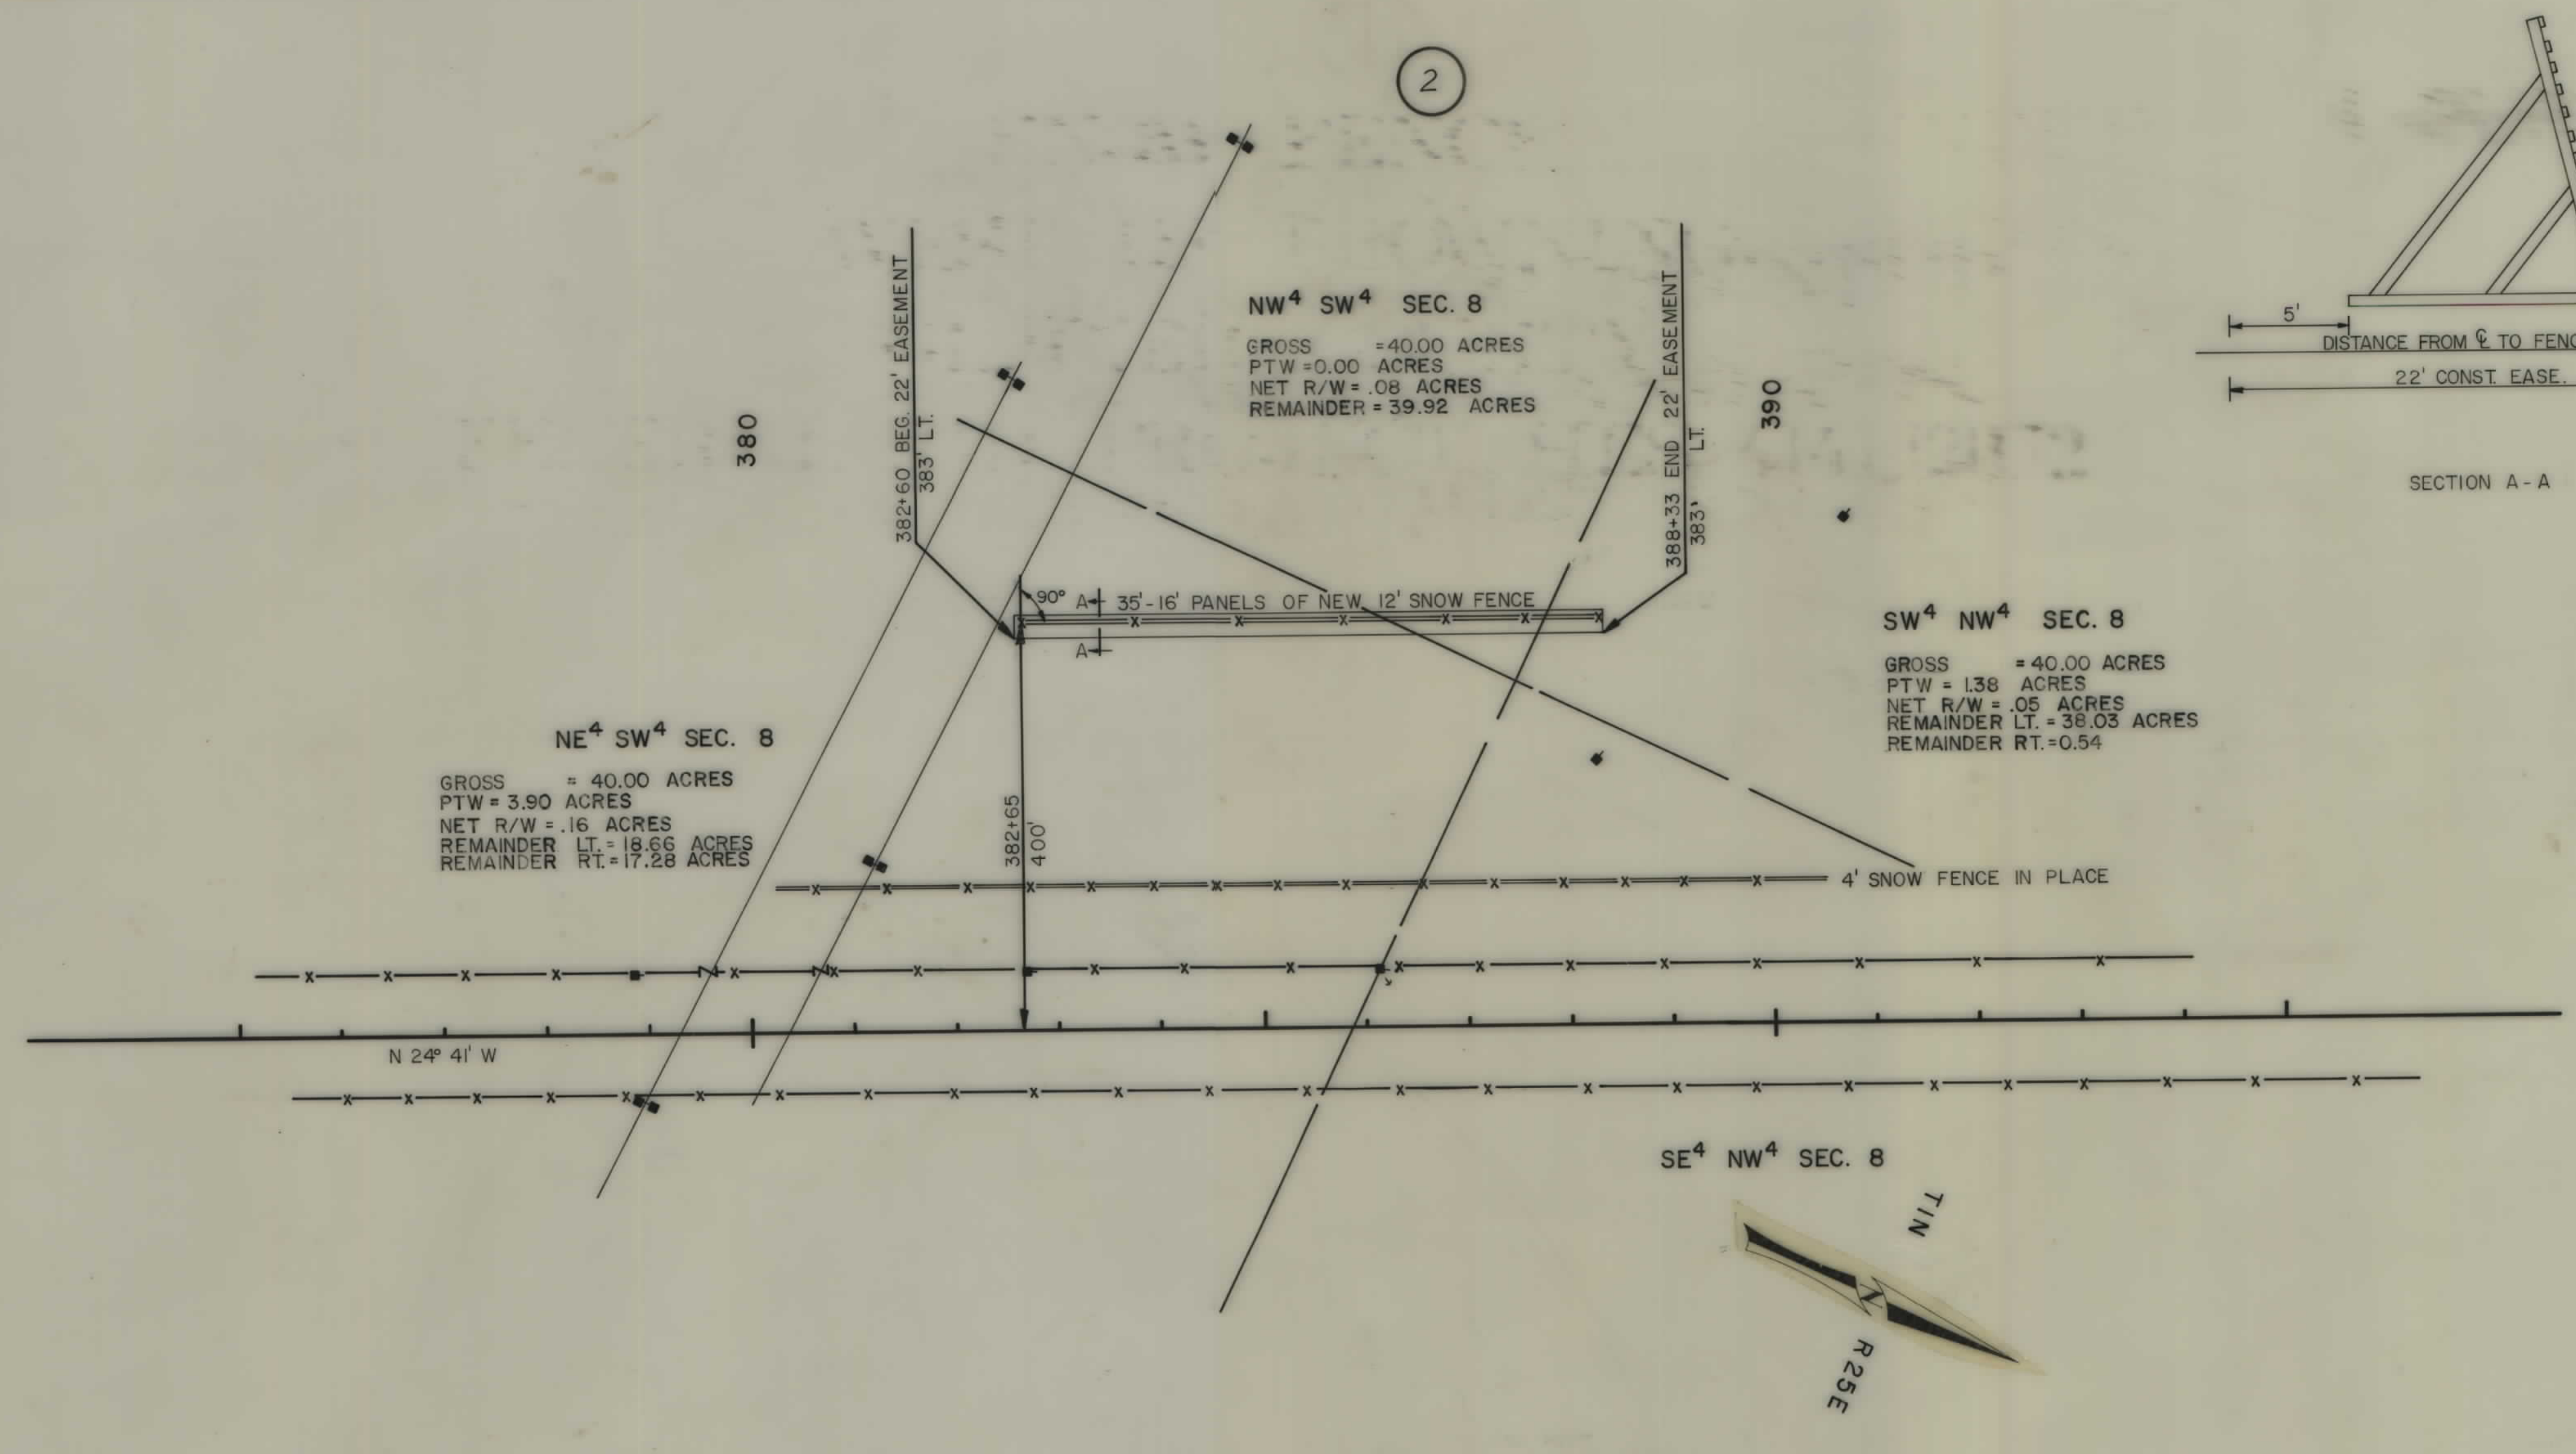 2
382+60 BEG. 22' EASEMENT
383' LT.
NW⁴ SW⁴ SEC. 8
GROSS =40.00 ACRES
PTW =0.00 ACRES
NET R/W = .08 ACRES
REMAINDER = 39.92 ACRES
388+33 END 22' EASEMENT
383' LT.
380
390
5'
DISTANCE FROM ℄ TO FENC
22' CONST. EASE.
SECTION A-A
90°
A
35'-16' PANELS OF NEW 12' SNOW FENCE
A
SW⁴ NW⁴ SEC. 8
GROSS = 40.00 ACRES
PTW = 1.38 ACRES
NET R/W = .05 ACRES
REMAINDER LT. = 38.03 ACRES
REMAINDER RT.=0.54
NE⁴ SW⁴ SEC. 8
GROSS = 40.00 ACRES
PTW = 3.90 ACRES
NET R/W = .16 ACRES
REMAINDER LT. = 18.66 ACRES
REMAINDER RT. = 17.28 ACRES
382+65
400'
4' SNOW FENCE IN PLACE
N 24° 41' W
SE⁴ NW⁴ SEC. 8
T1N
N
R25E